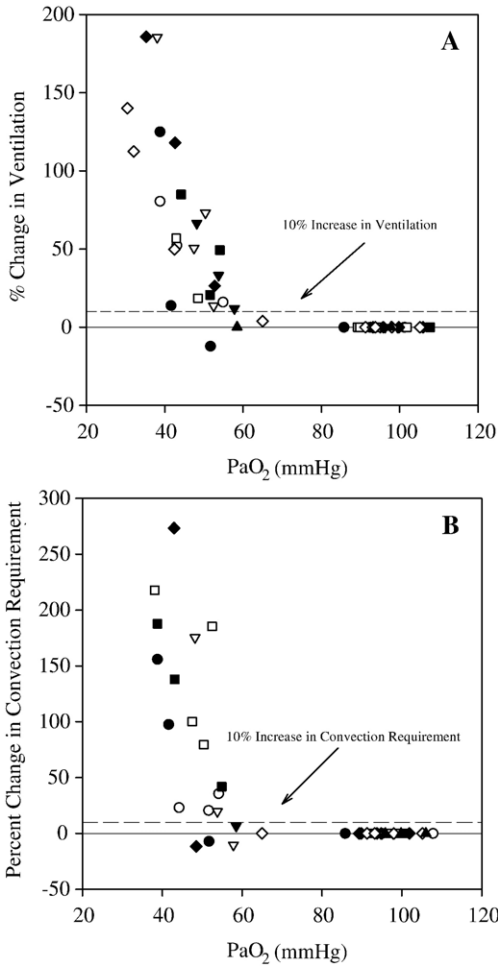 200
A
150
100
50
0
-50
% Change in Ventilation
10% Increase in Ventilation
20 40 60 80 100 120
PaO2 (mmHg)
300
B
250
200
150
100
50
0
-50
Percent Change in Convection Requirement
10% Increase in Convection Requirement
20 40 60 80 100 120
PaO2 (mmHg)